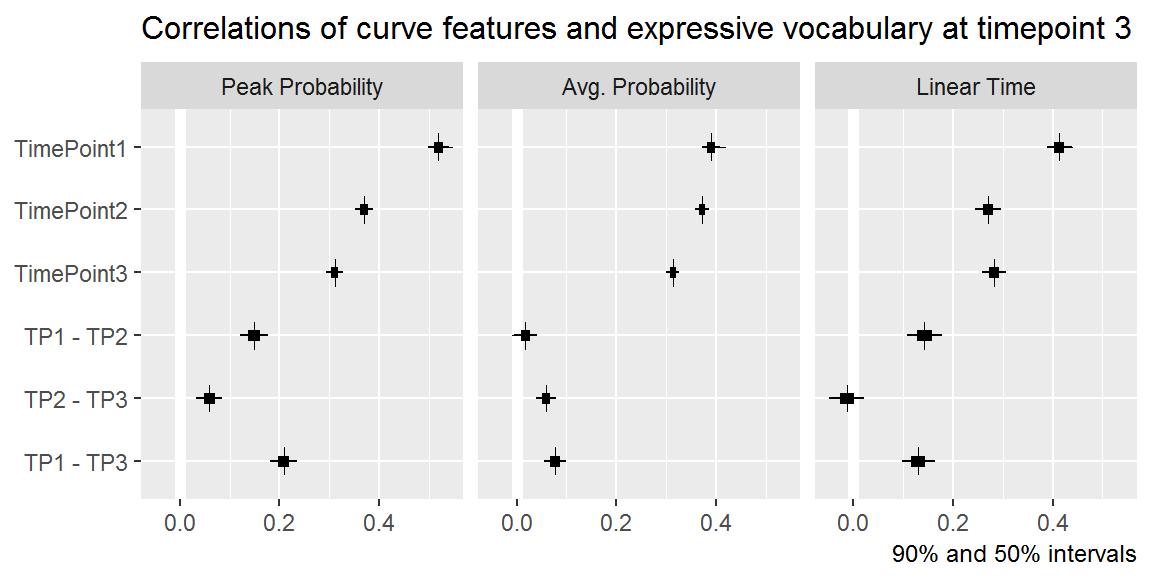 Correlations of curve features and expressive vocabulary at timepoint 3
Peak Probability
Avg. Probability
Linear Time
TimePoint1
TimePoint2
TimePoint3
TP1 - TP2
TP2 - TP3
TP1 - TP3
0.0 0.2 0.4
0.0 0.2 0.4
0.0 0.2 0.4
90% and 50% intervals